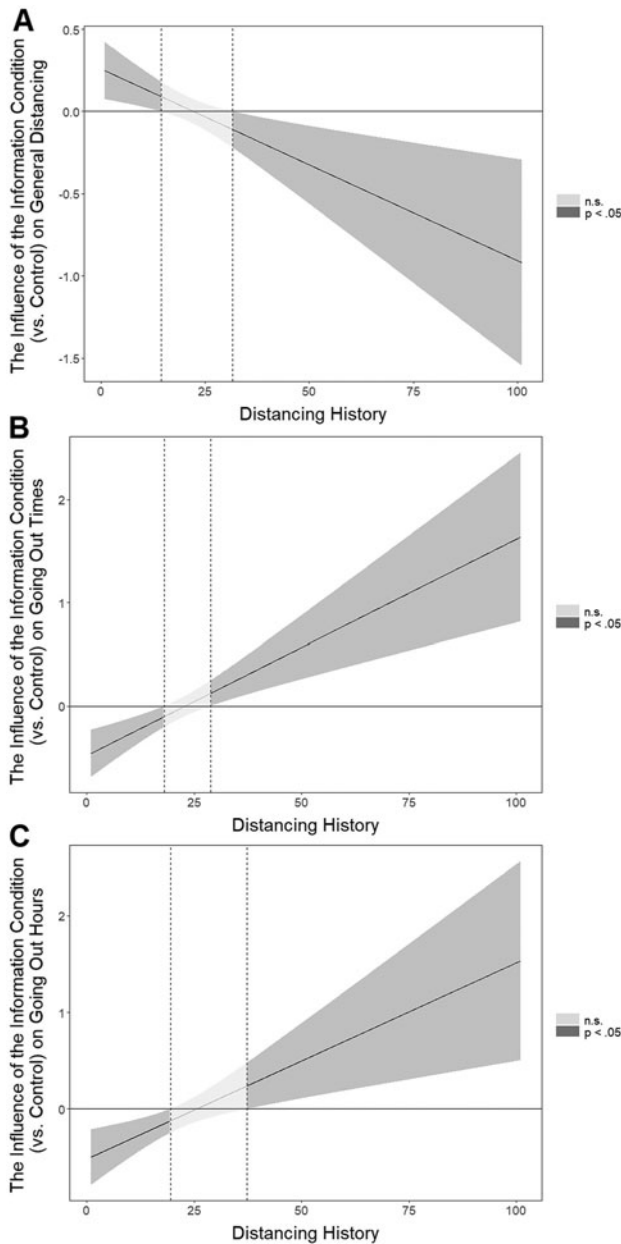 A
The Influence of the Information Condition
(vs. Control) on General Distancing
0.5
0.0
-0.5
-1.0
-1.5
0
25
50
75
100
Distancing History
n.s.
p < .05
B
The Influence of the Information Condition
(vs. Control) on Going Out Times
2
1
0
0
25
50
75
100
Distancing History
n.s.
p < .05
C
The Influence of the Information Condition
(vs. Control) on Going Out Hours
2
1
0
0
25
50
75
100
Distancing History
n.s.
p < .05